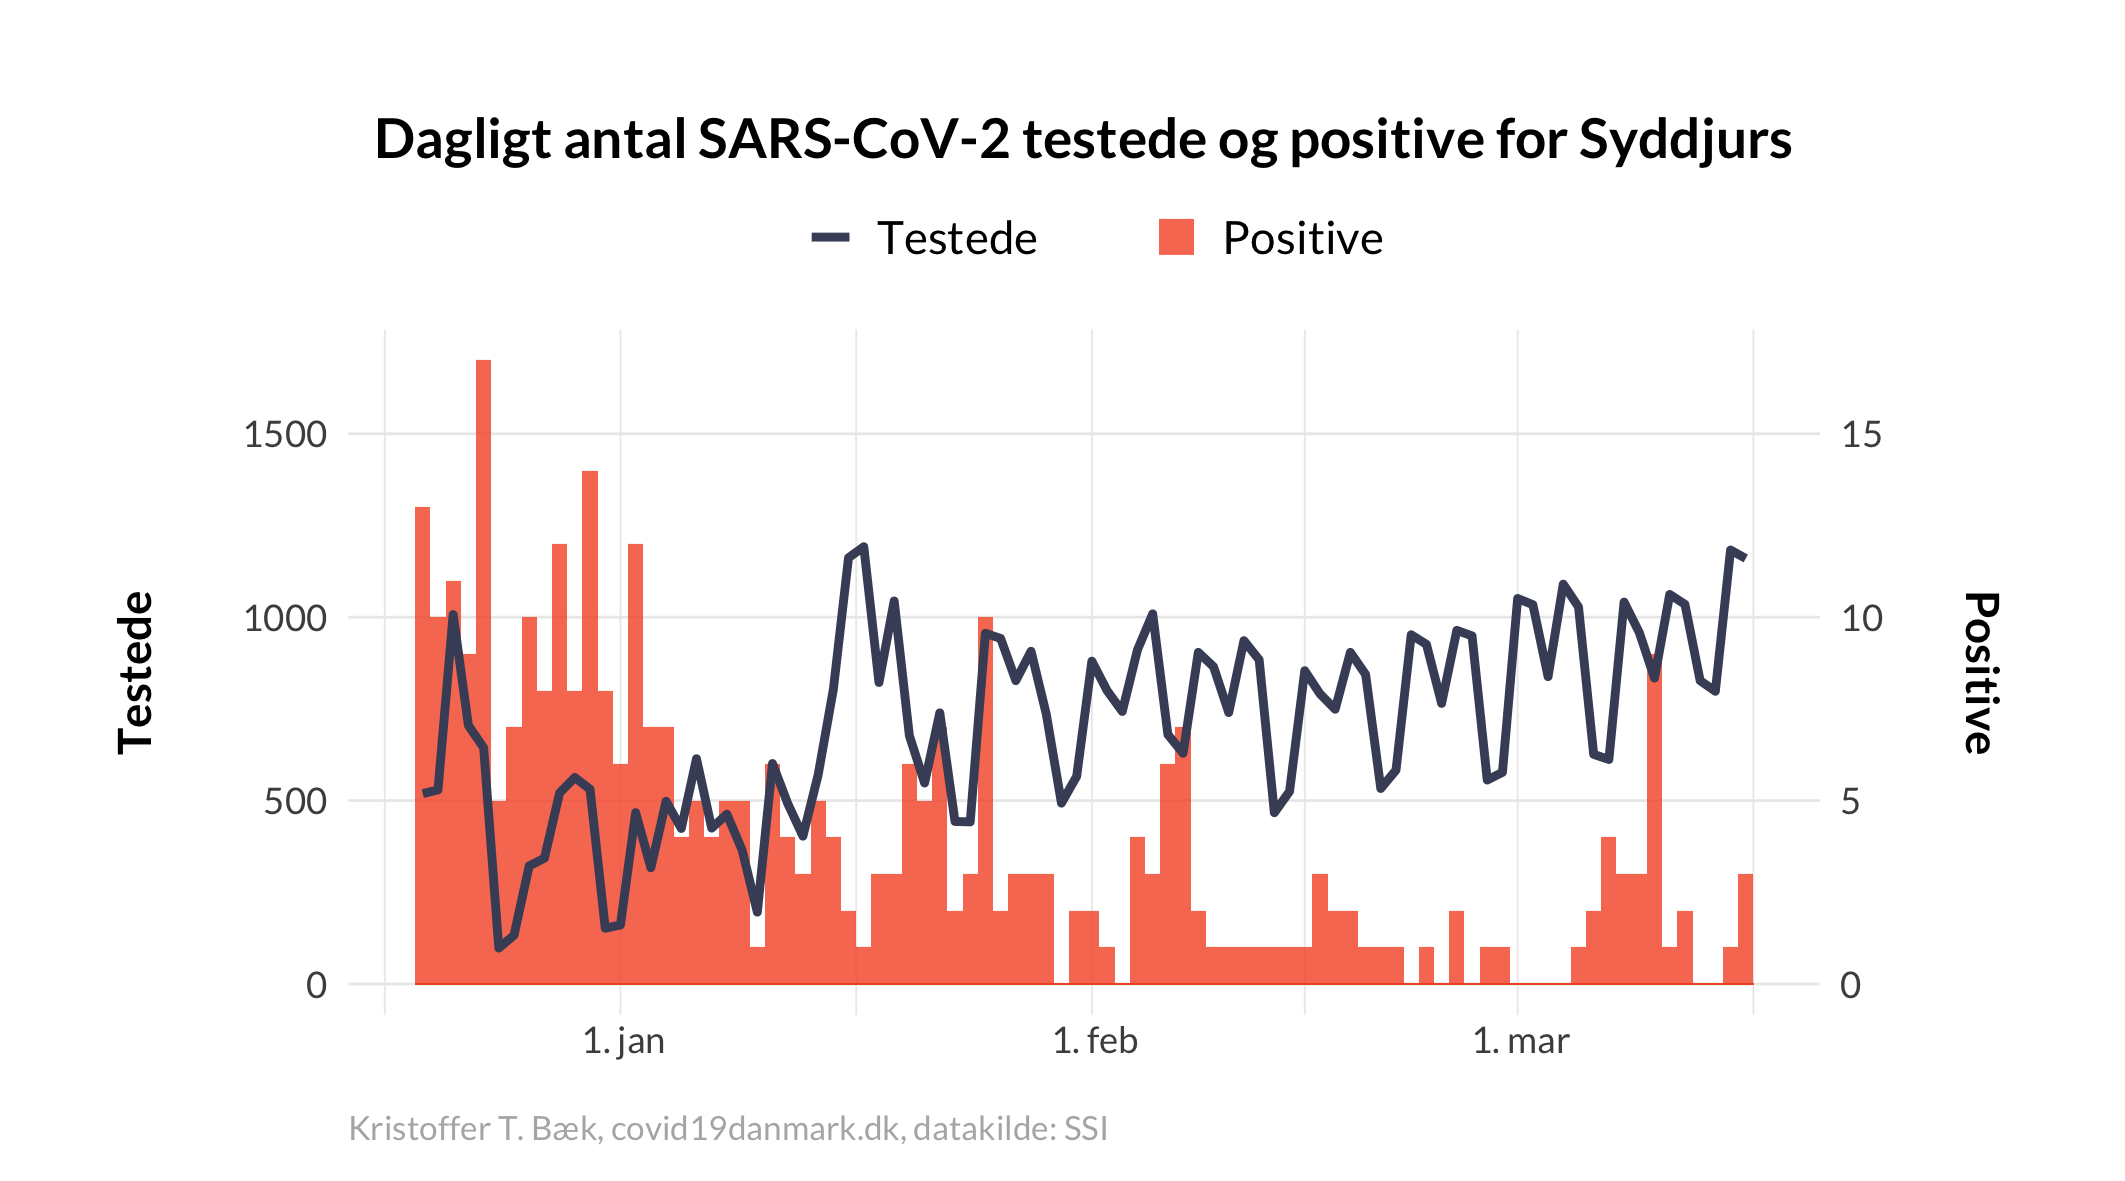 Dagligt antal SARS-CoV-2 testede og positive for Syddjurs
Testede Positive
1500 15
1000 10
500 5
0 0
Testede
Positive
1. jan 1. feb 1. mar
Kristoffer T. Bæk, covid19danmark.dk, datakilde: SSI